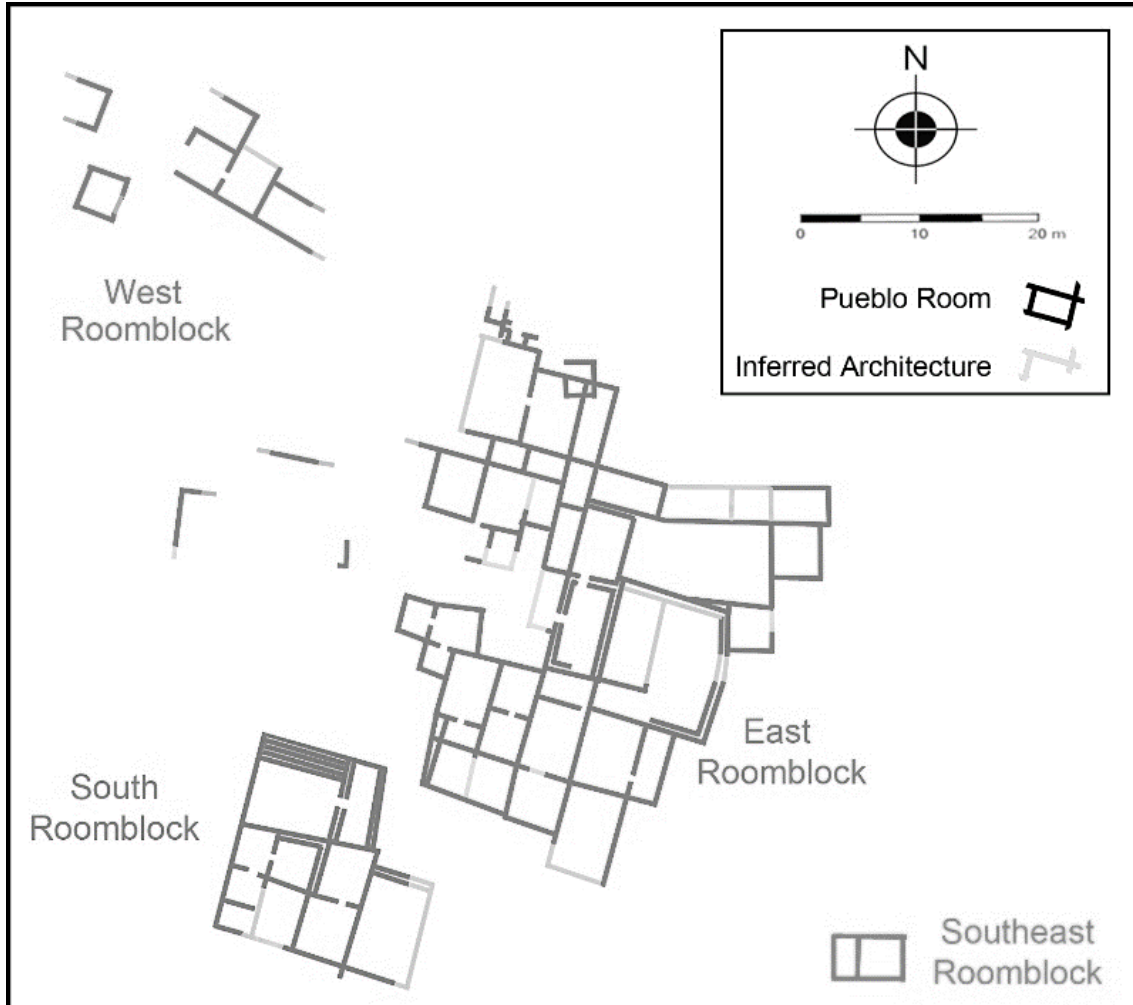 N
0 10 20 m
Pueblo Room
Inferred Architecture
West
Roomblock
East
Roomblock
South
Roomblock
Southeast
Roomblock